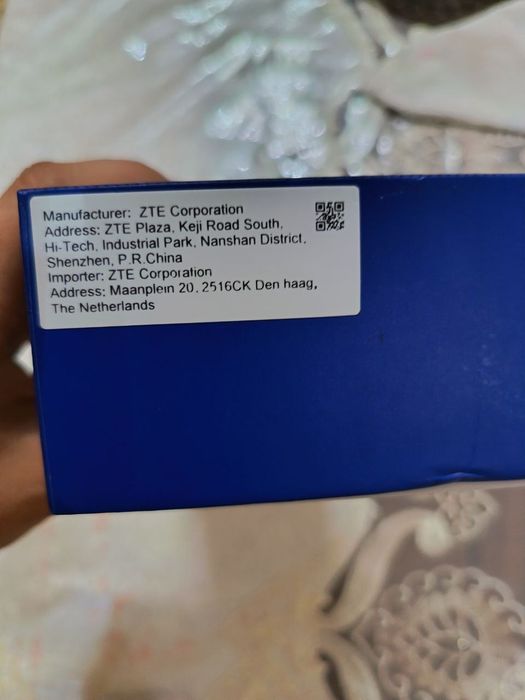 Manufacturer: ZTE Corporation
Address: ZTE Plaza, Keji Road South,
Hi-Tech, Industrial Park, Nanshan District,
Shenzhen, P.R.China
Importer: ZTE Corporation
Address: Maanplein 20, 2516CK Den haag,
The Netherlands